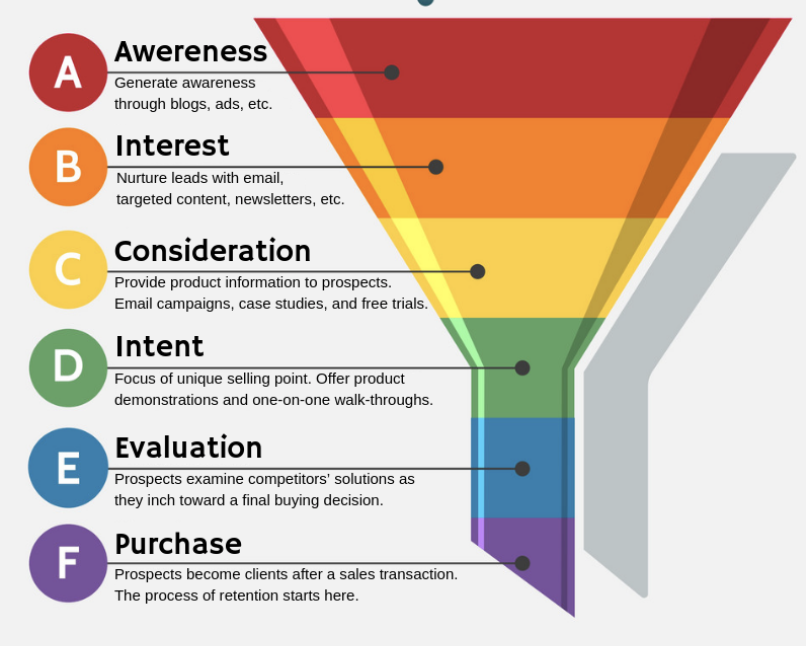 A
Awereness
Generate awareness
through blogs, ads, etc.
B
Interest
Nurture leads with email,
targeted content, newsletters, etc.
C
Consideration
Provide product information to prospects.
Email campaigns, case studies, and free trials.
D
Intent
Focus of unique selling point. Offer product
demonstrations and one-on-one walk-throughs.
E
Evaluation
Prospects examine competitors’ solutions as
they inch toward a final buying decision.
F
Purchase
Prospects become clients after a sales transaction.
The process of retention starts here.